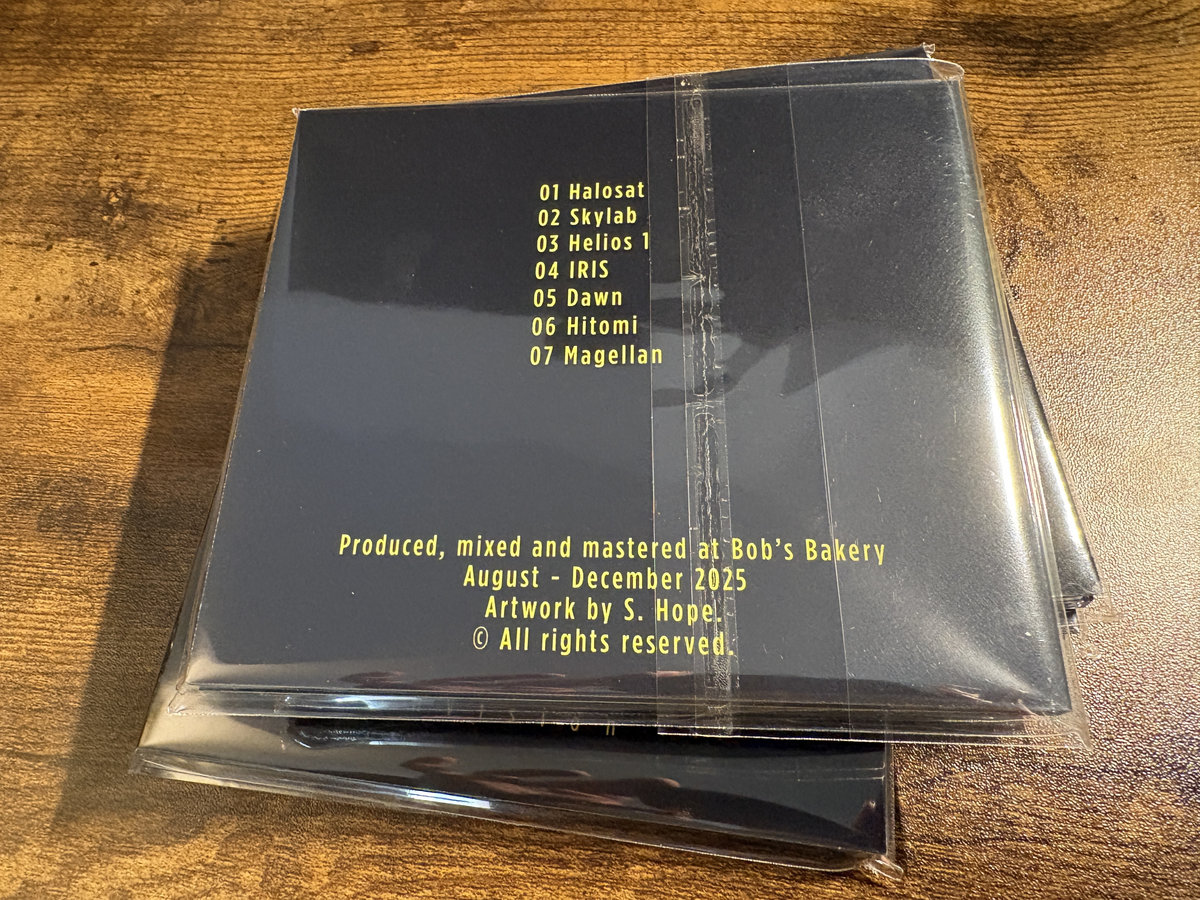 01 Halosat
02 Skylab
03 Helios 1
04 IRIS
05 Dawn
06 Hitomi
07 Magellan
Produced, mixed and mastered at Bob’s Bakery
August - December 2025
Artwork by S. Hope.
© All rights reserved.